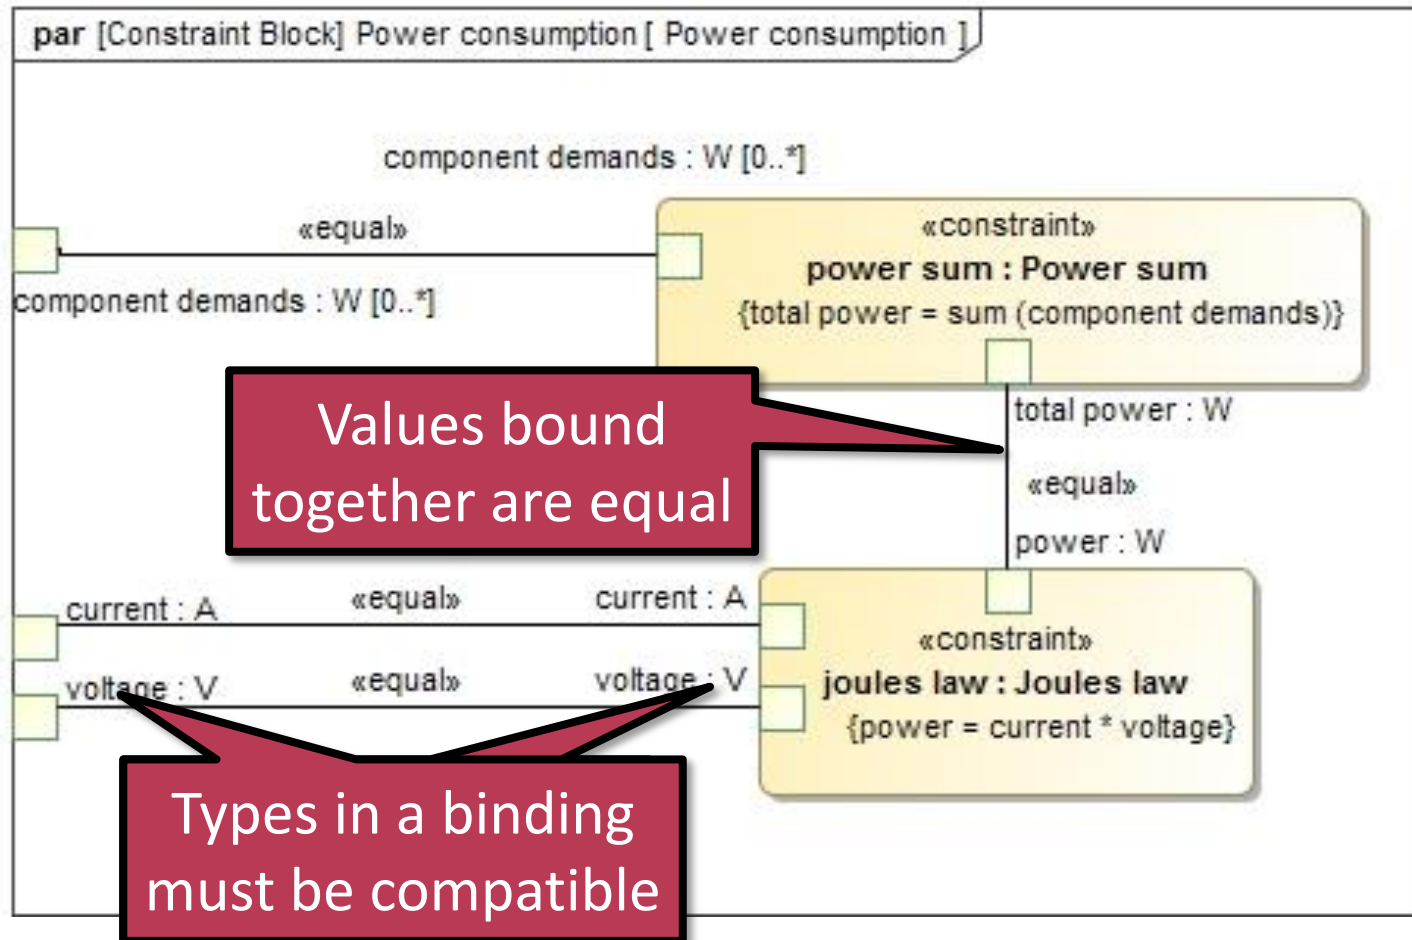 par [Constraint Block] Power consumption [ Power consumption ]
component demands : W [0..*]
«equal»
component demands : W [0..*]
«constraint»
power sum : Power sum
{total power = sum (component demands)}
Values bound
together are equal
total power : W
«equal»
power : W
current : A
«equal»
current : A
voltage : V
«equal»
voltage : V
«constraint»
joules law : Joules law
{power = current * voltage}
Types in a binding
must be compatible